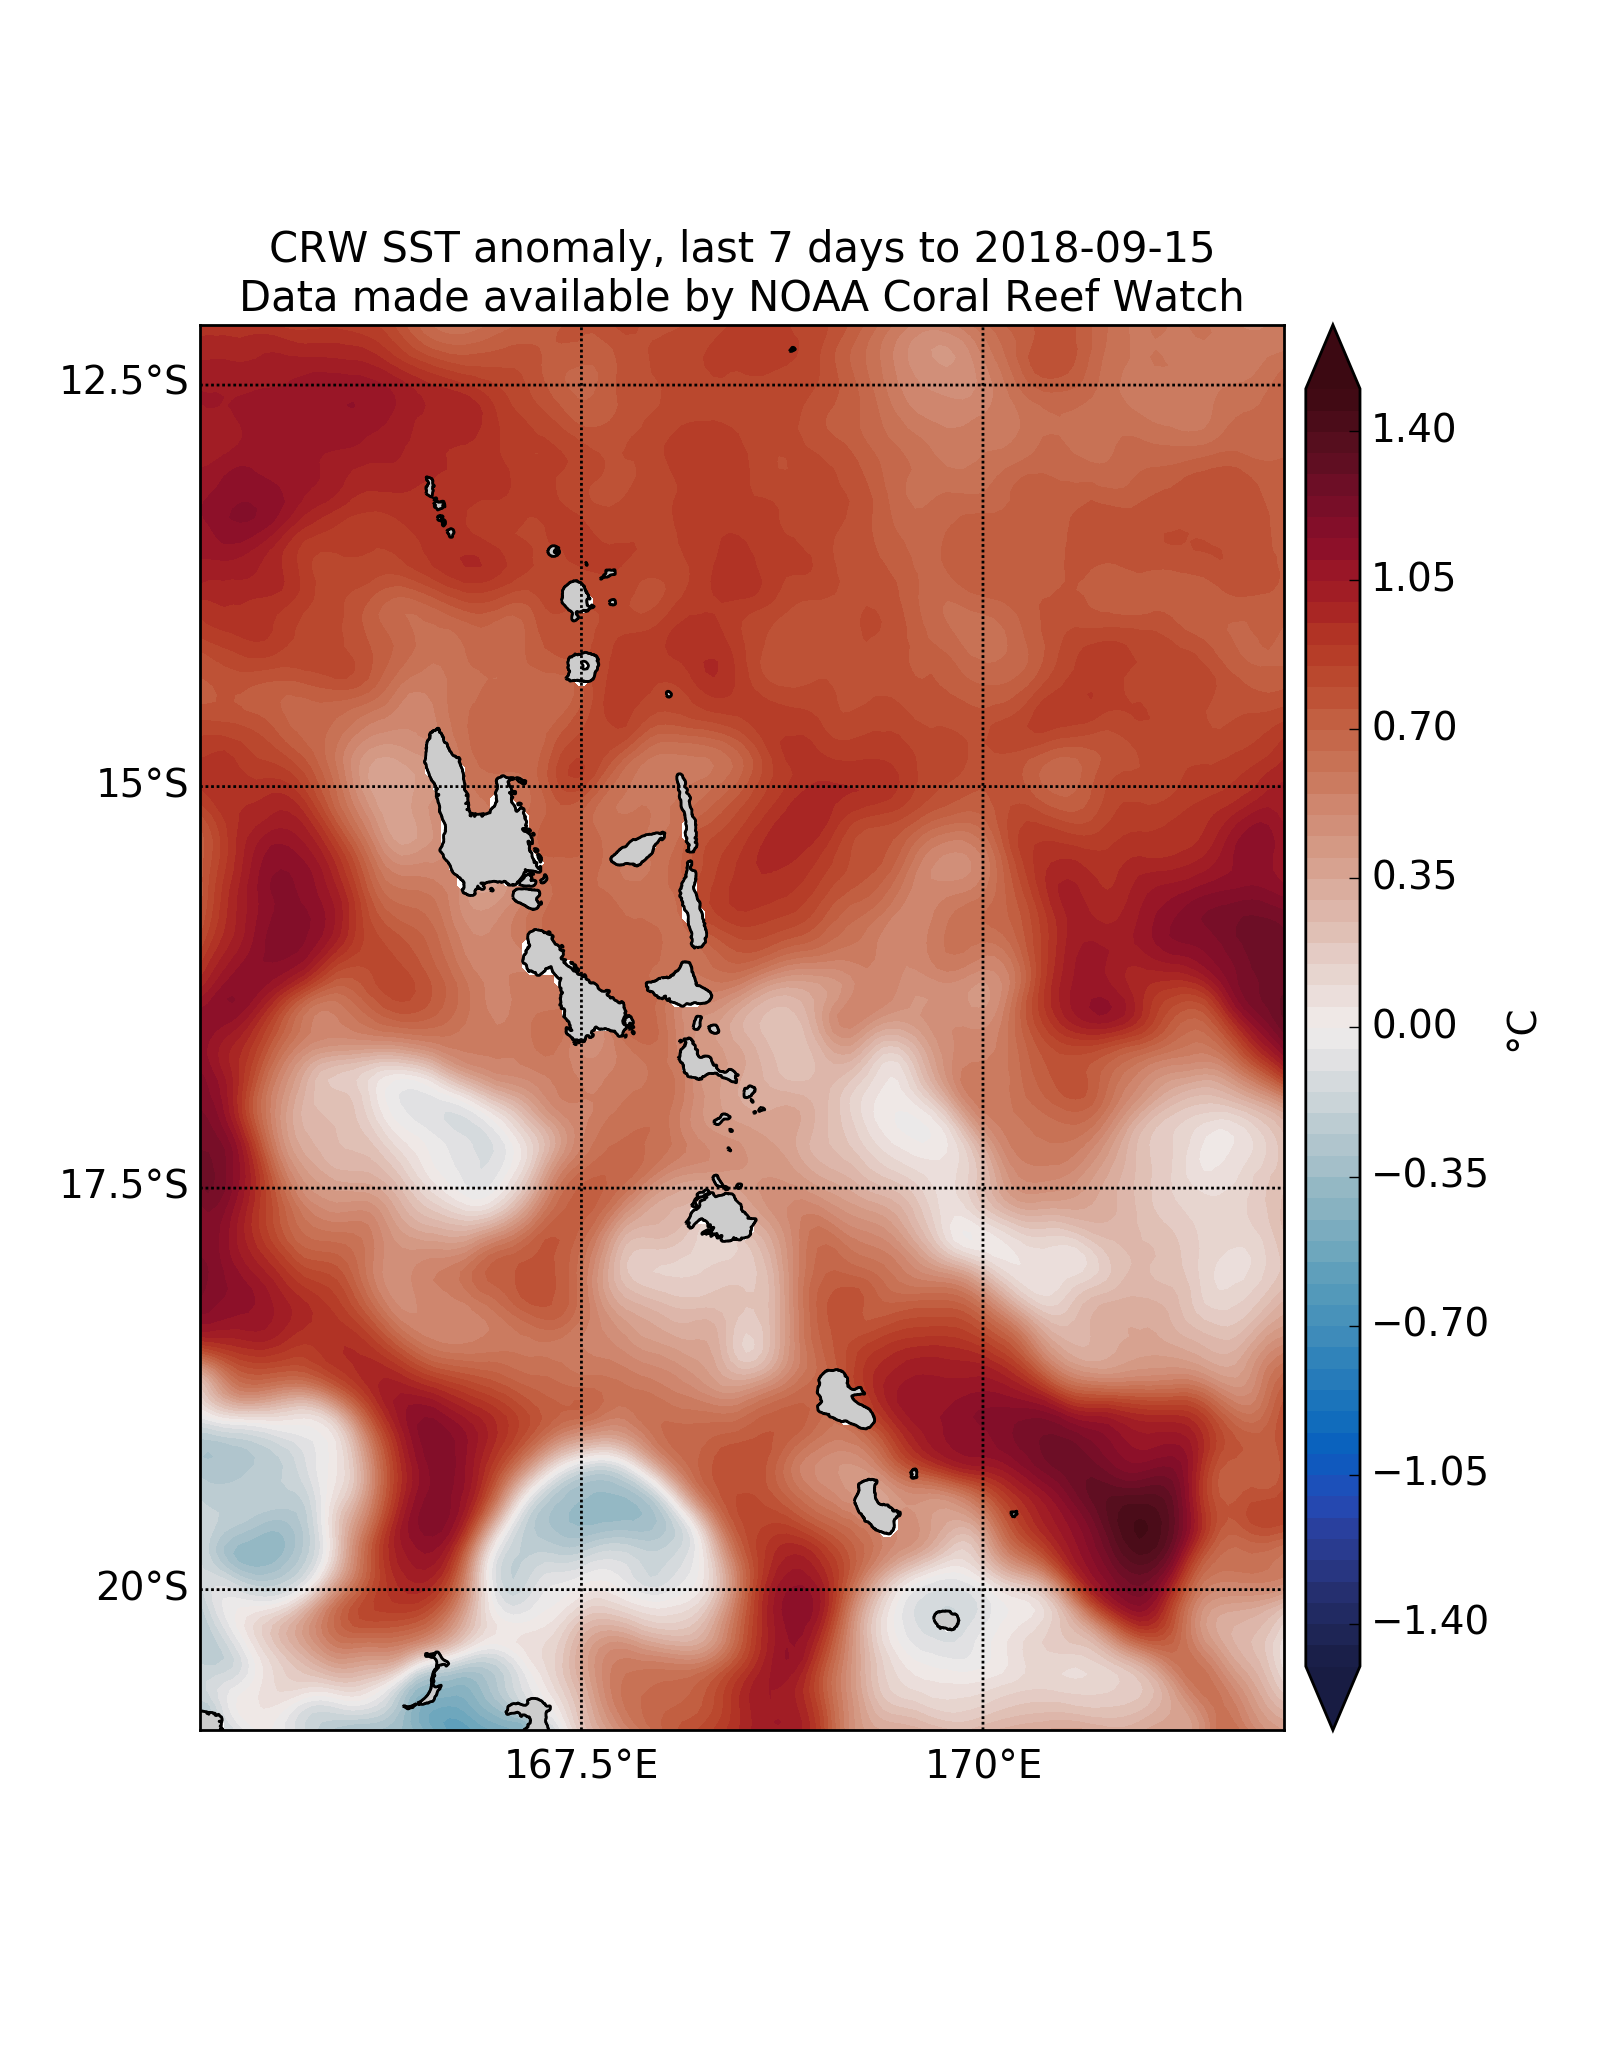 CRW SST anomaly, last 7 days to 2018-09-15
Data made available by NOAA Coral Reef Watch
12.5°S
15°S
17.5°S
20°S
167.5°E
170°E
1.40
1.05
0.70
0.35
0.00
−0.35
−0.70
−1.05
−1.40
°C